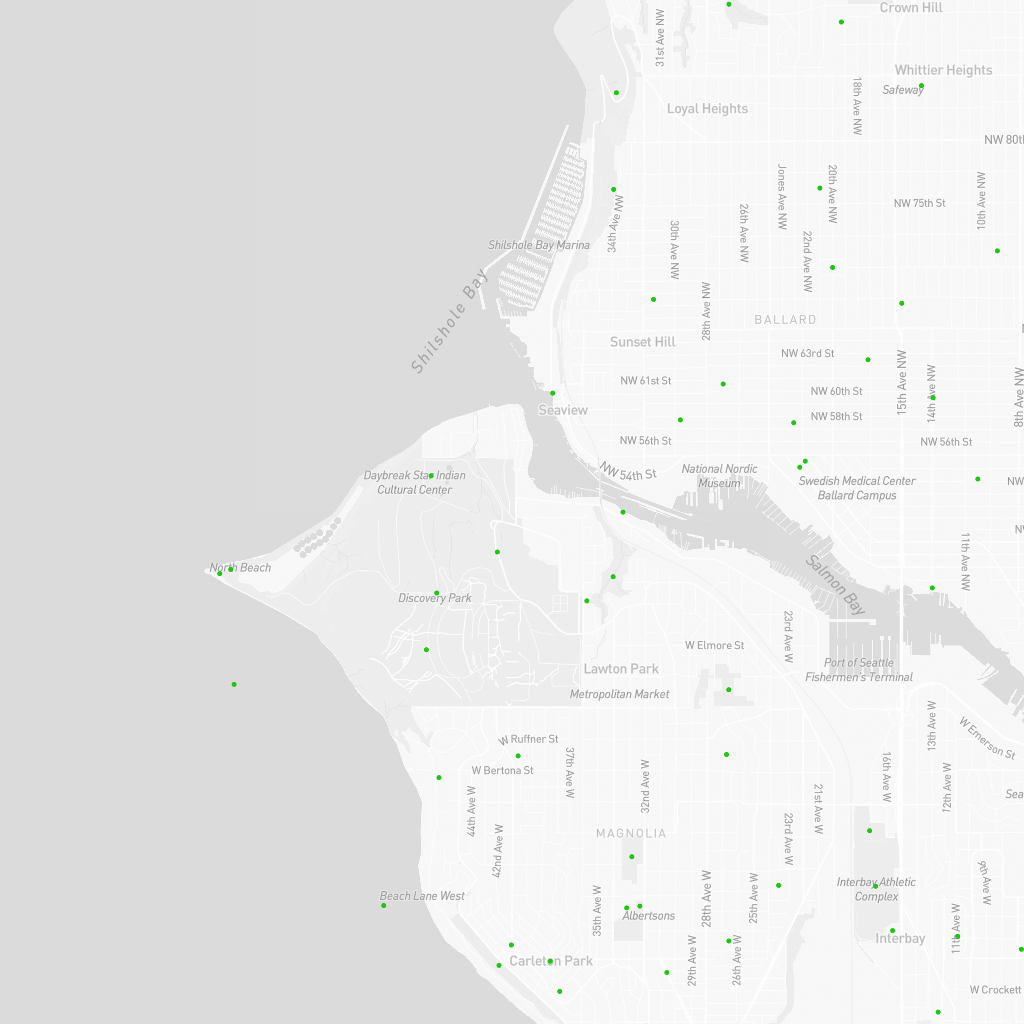 Crown Hill
31st Ave NW
Whittier Heights
Safeway
18th Ave NW
Loyal Heights
NW 80th
Jones Ave NW
20th Ave NW
10th Ave NW
34th Ave NW
NW 75th St
26th Ave NW
30th Ave NW
22nd Ave NW
Shilshole Bay Marina
Shilshole Bay
28th Ave NW
BALLARD
Sunset Hill
NW 63rd St
15th Ave NW
14th Ave NW
8th Ave NW
NW 61st St
NW 60th St
Seaview
NW 58th St
NW 56th St
NW 56th St
NW 54th St
National Nordic
Museum
Daybreak Star Indian
Cultural Center
Swedish Medical Center
Ballard Campus
NW
11th Ave NW
North Beach
Salmon Bay
Discovery Park
23rd Ave W
W Elmore St
Lawton Park
Port of Seattle
Fishermen's Terminal
Metropolitan Market
13th Ave W
W Emerson St
W Ruffner St
37th Ave W
W Bertona St
32nd Ave W
16th Ave W
12th Ave W
21st Ave W
44th Ave W
23rd Ave W
MAGNOLIA
42nd Ave W
9th Ave W
Interbay Athletic
Complex
Beach Lane West
28th Ave W
25th Ave W
35th Ave W
Albertsons
11th Ave W
Interbay
29th Ave W
26th Ave W
Carleton Park
W Crockett